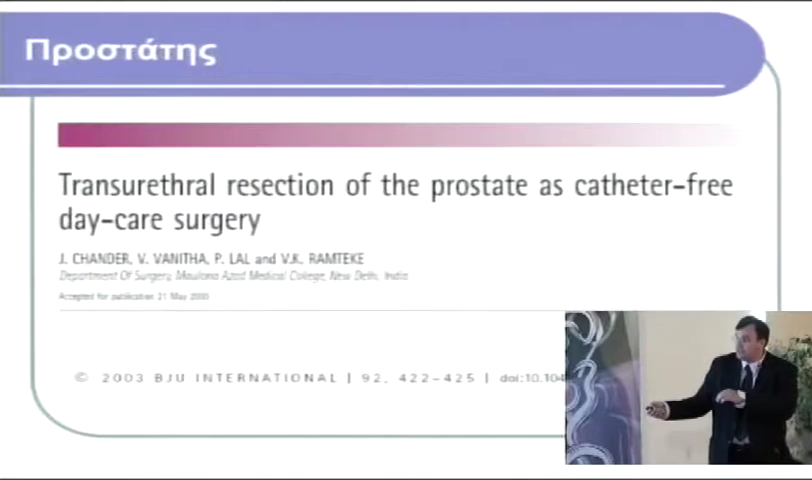 Προστάτης
Transurethral resection of the prostate as catheter-free
day-care surgery
J. CHANDER, V. VANITHA, P. LAL and V.K. RAMTEKE
Department Of Surgery, Maulana Azad Medical College, New Delhi, India
Accepted for publication 21 May 2003
© 2003 BJU INTERNATIONAL | 92, 422–425 | doi:10.104